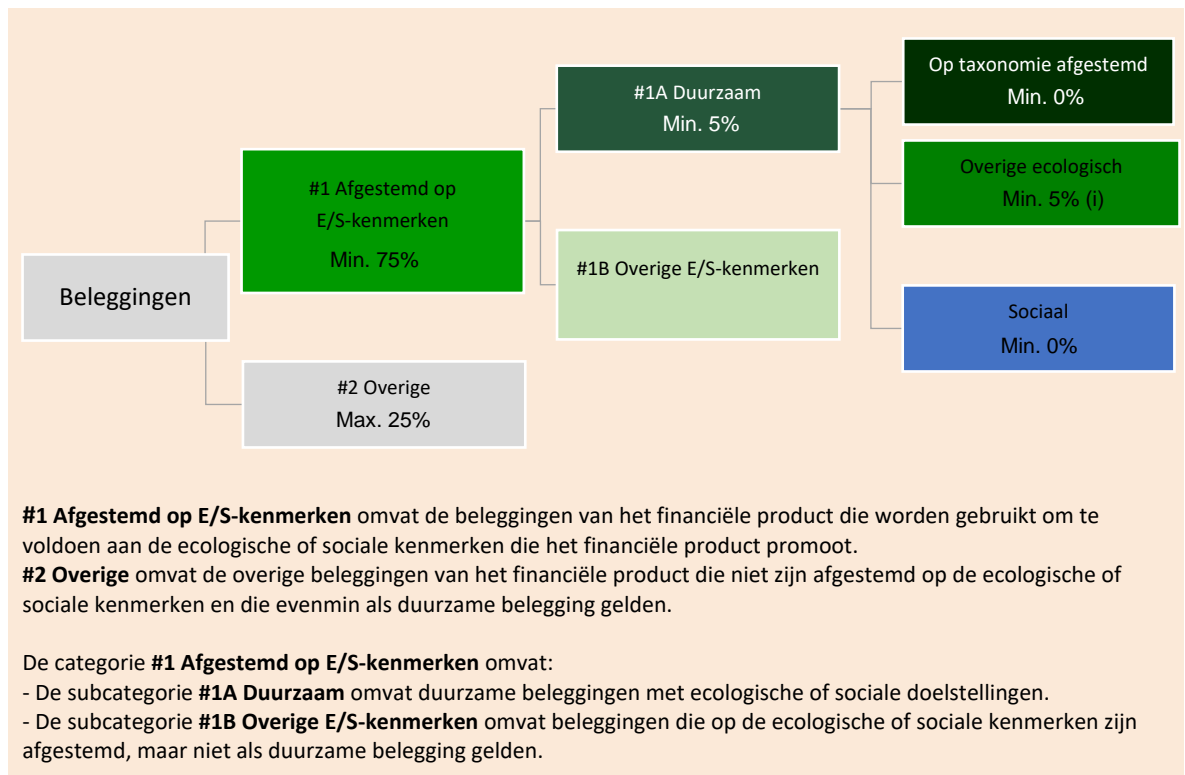 Beleggingen
#1 Afgestemd op
E/S-kenmerken
Min. 75%
#2 Overige
Max. 25%
#1A Duurzaam
Min. 5%
#1B Overige E/S-kenmerken
Op taxonomie afgestemd
Min. 0%
Overige ecologisch
Min. 5% (i)
Sociaal
Min. 0%
#1 Afgestemd op E/S-kenmerken omvat de beleggingen van het financiële product die worden gebruikt om te
voldoen aan de ecologische of sociale kenmerken die het financiële product promoot.
#2 Overige omvat de overige beleggingen van het financiële product die niet zijn afgestemd op de ecologische of
sociale kenmerken en die evenmin als duurzame belegging gelden.
De categorie #1 Afgestemd op E/S-kenmerken omvat:
- De subcategorie #1A Duurzaam omvat duurzame beleggingen met ecologische of sociale doelstellingen.
- De subcategorie #1B Overige E/S-kenmerken omvat beleggingen die op de ecologische of sociale kenmerken zijn
afgestemd, maar niet als duurzame belegging gelden.